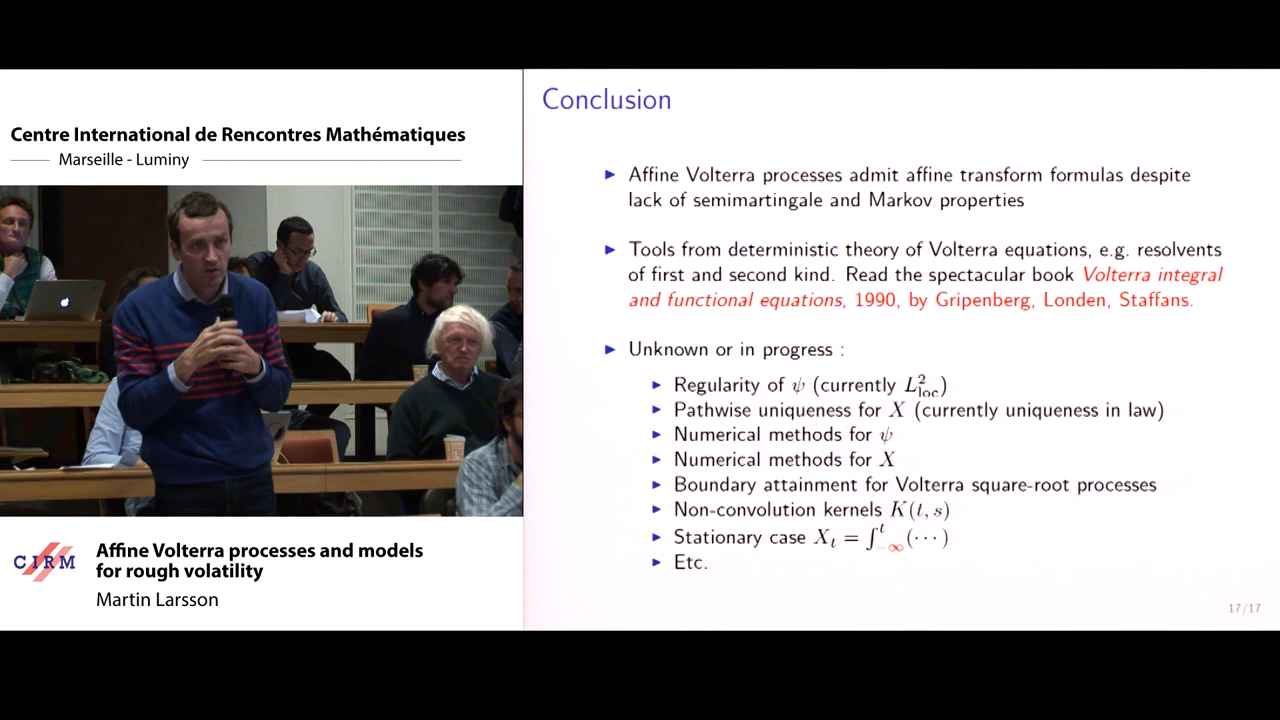 Centre International de Rencontres Mathématiques
Marseille - Luminy
CIRM
Affine Volterra processes and models
for rough volatility
Martin Larsson
Conclusion
▶ Affine Volterra processes admit affine transform formulas despite
lack of semimartingale and Markov properties
▶ Tools from deterministic theory of Volterra equations, e.g. resolvents
of first and second kind. Read the spectacular book Volterra integral
and functional equations, 1990, by Gripenberg, Londen, Staffans.
▶ Unknown or in progress :
▶ Regularity of ψ (currently L²_loc)
▶ Pathwise uniqueness for X (currently uniqueness in law)
▶ Numerical methods for ψ
▶ Numerical methods for X
▶ Boundary attainment for Volterra square-root processes
▶ Non-convolution kernels K(t, s)
▶ Stationary case X_t = ∫_{-∞}^t (···)
▶ Etc.
17/17